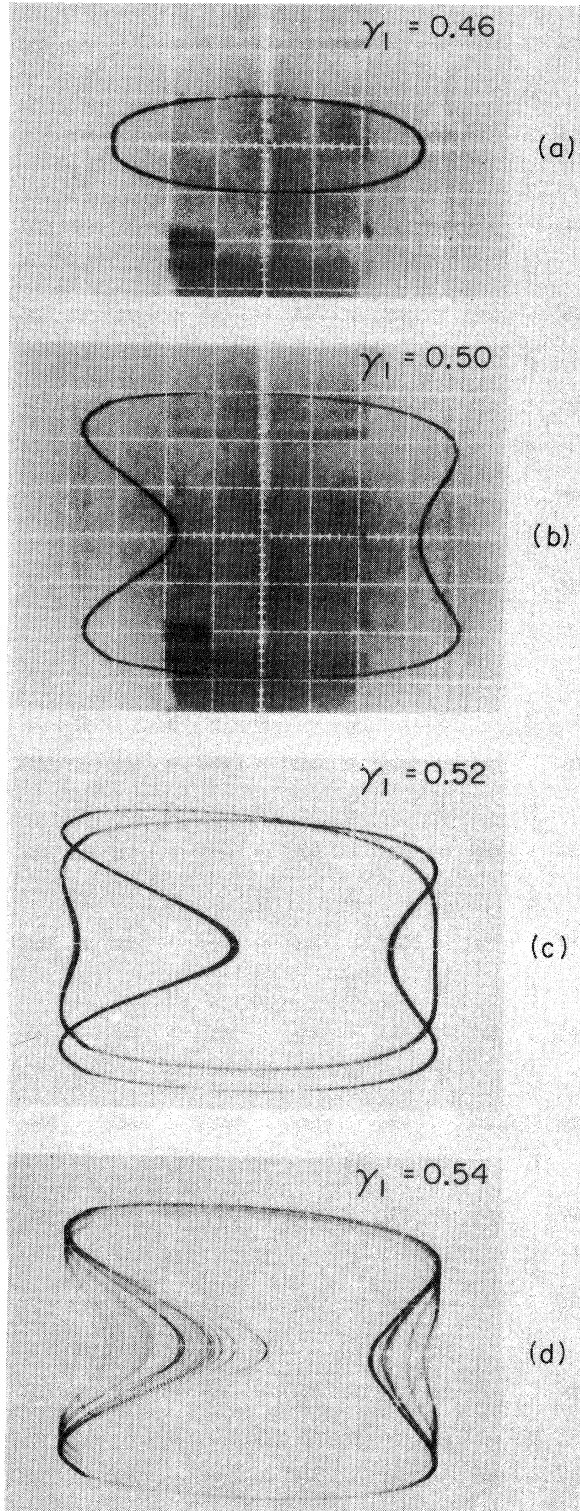 γ₁ = 0.46
(a)
γ₁ = 0.50
(b)
γ₁ = 0.52
(c)
γ₁ = 0.54
(d)